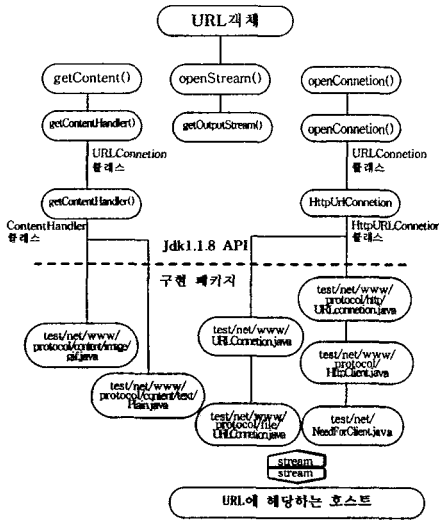 URL객체
getContent()
openStream()
openConnetion()
getContentHandler()
getOutputStream()
openConnetion()
URLConnetion
클래스
URLConnetion
클래스
getContentHandler()
HttpUrlConnetion
ContentHandler
클래스
HttpURLConnetion
클래스
Jdk1.1.8 API
구현 패키지
test/net/www/
protocol/http/
URLconnetion.java
test/net/www/
protocol/content/image/
gif.java
test/net/www/
URLConnetion.java
test/net/www/
protocol/
HttpClient.java
test/net/www/
protocol/content/text/
Plain.java
test/net/www/
protocol/file/
URLConnetion.java
test/net/
NeedForClient.java
stream
stream
URL에 해당하는 호스트